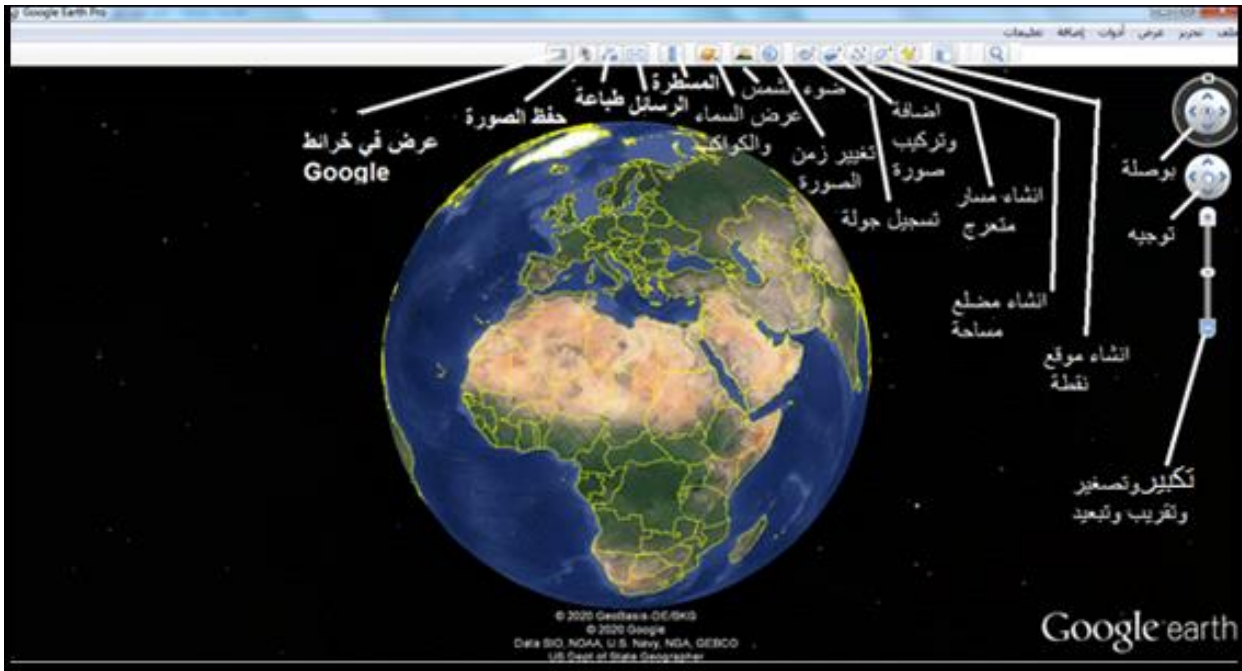 Google Earth Pro
ملف تحرير عرض أدوات إضافة تعليمات
انشاء موقع
نقطة
انشاء مضلع
مساحة
انشاء مسار
متعرج
اضافة
وتركيب
صورة
تسجيل جولة
تغيير زمن
الصورة
ضوء الشمس
عرض السماء
والكواكب
المسطرة
الرسائل
طباعة
حفظ الصورة
عرض في خرائط
Google
بوصلة
توجيه
تكبير وتصغير
وتقريب وتبعيد
© 2020 GeoBasis-DE/BKG
© 2020 Google
Data SIO, NOAA, U.S. Navy, NGA, GEBCO
US Dept of State Geographer
Google earth